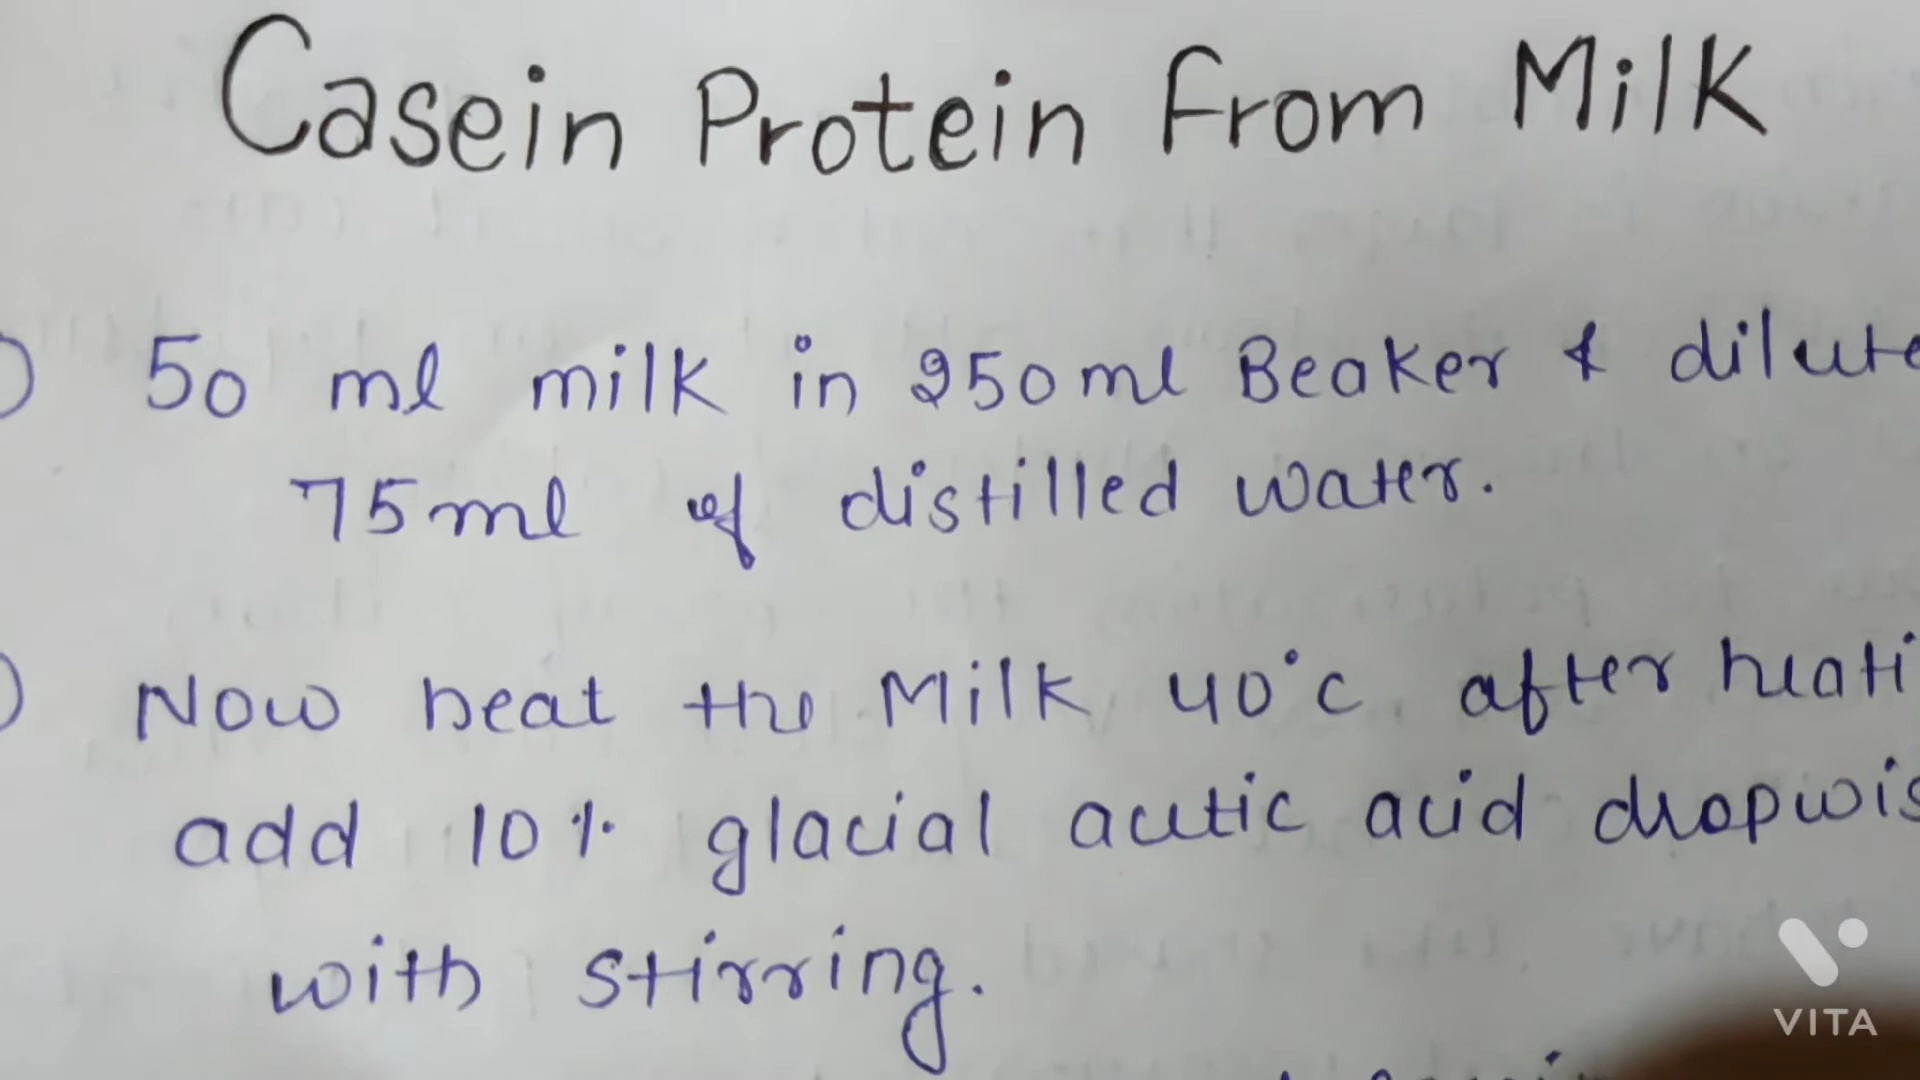 Casein Protein From Milk
50 ml milk in 250ml Beaker & dilute
75ml of distilled water.
Now heat the Milk 40°C. after heati
add 10% glacial acetic acid dropwis
with stirring.
VITA